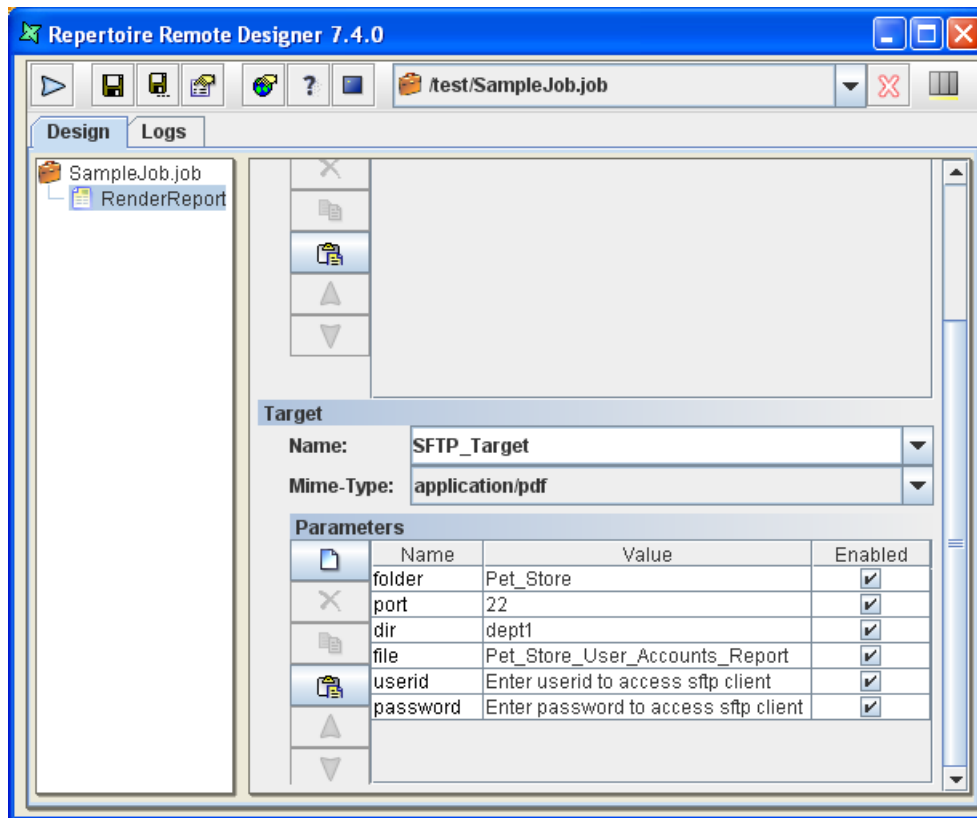 Repertoire Remote Designer 7.4.0
/test/SampleJob.job
Design Logs
SampleJob.job
RenderReport
Target
Name: SFTP_Target
Mime-Type: application/pdf
Parameters
Name Value Enabled
folder Pet_Store
port 22
dir dept1
file Pet_Store_User_Accounts_Report
userid Enter userid to access sftp client
password Enter password to access sftp client